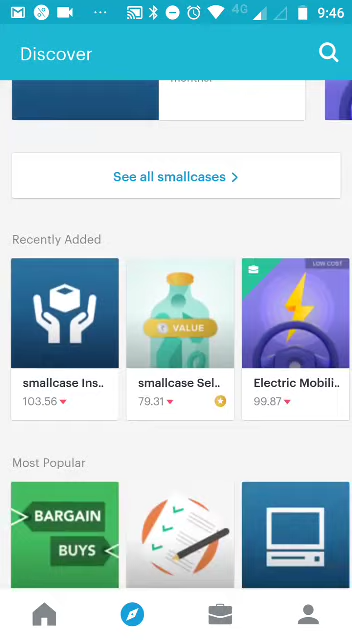 4G 9:46
Discover
See all smallcases
Recently Added
LOW COST
VALUE
smallcase Ins..
smallcase Sel..
Electric Mobili..
103.56
79.31
99.87
Most Popular
BARGAIN
BUYS